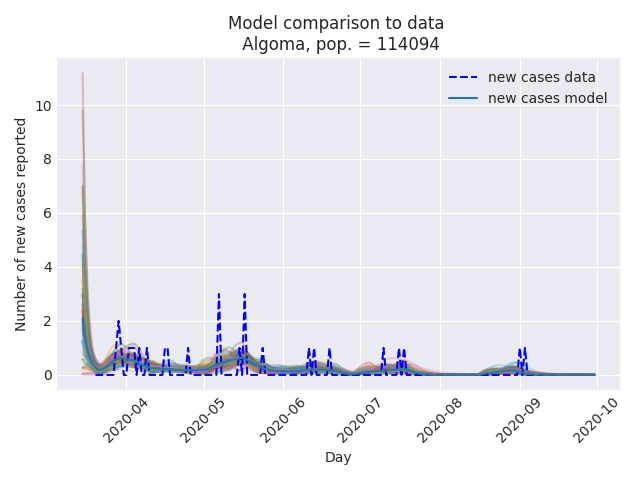 Model comparison to data
Algoma, pop. = 114094
new cases data
new cases model
Number of new cases reported
10
8
6
4
2
0
2020-04
2020-05
2020-06
2020-07
2020-08
2020-09
2020-10
Day